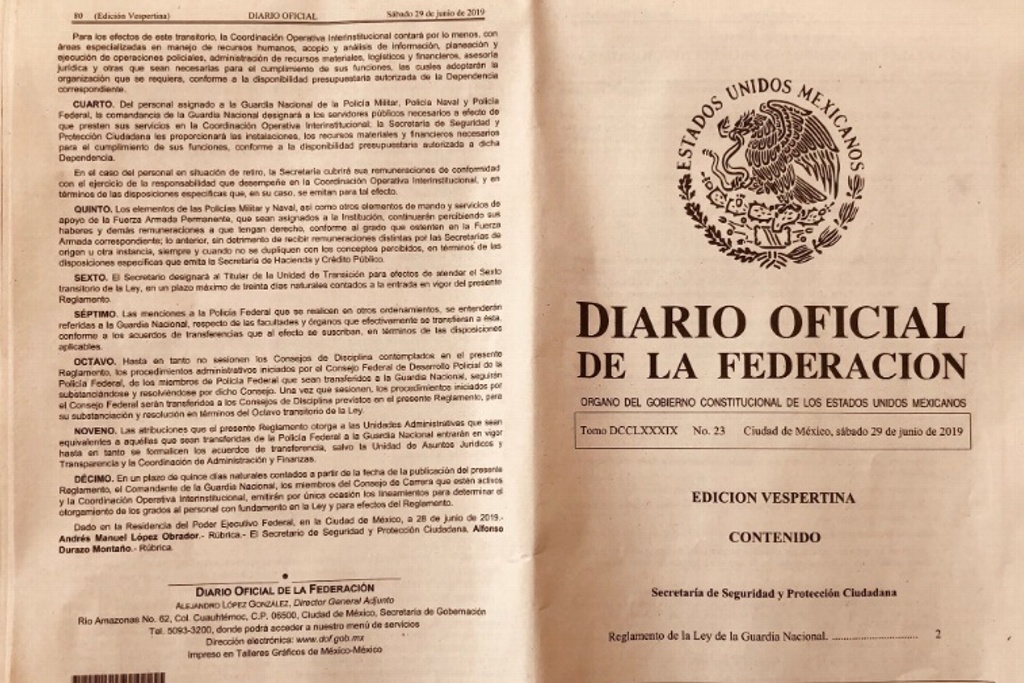 80 (Edición Vespertina) DIARIO OFICIAL Sábado 29 de junio de 2019
Para los efectos de este transitorio, la Coordinación Operativa Interinstitucional contará por lo menos, con
áreas especializadas en manejo de recursos humanos, acopio y análisis de información, planeación y
ejecución de operaciones policiales, administración de recursos materiales, logísticos y financieros, asesoría
jurídica y otras que sean necesarias para el cumplimiento de sus funciones, las cuales adoptarán la
organización que se requiera, conforme a la disponibilidad presupuestaria autorizada de la Dependencia
correspondiente.
CUARTO. Del personal asignado a la Guardia Nacional de la Policía Militar, Policía Naval y Policía
Federal, la comandancia de la Guardia Nacional designará a los servidores públicos necesarios a efecto de
que presten sus servicios en la Coordinación Operativa Interinstitucional; la Secretaría de Seguridad y
Protección Ciudadana les proporcionará las instalaciones, los recursos materiales y financieros necesarios
para el cumplimiento de sus funciones, conforme a la disponibilidad presupuestaria autorizada a dicha
Dependencia.
En el caso del personal en situación de retiro, la Secretaría cubrirá sus remuneraciones de conformidad
con el ejercicio de la responsabilidad que desempeñe en la Coordinación Operativa Interinstitucional, y en
términos de las disposiciones específicas que, en su caso, se emitan para tal efecto.
QUINTO. Los elementos de las Policías Militar y Naval, así como otros elementos de mando y servicios de
apoyo de la Fuerza Armada Permanente, que sean asignados a la Institución, continuarán percibiendo sus
haberes y demás remuneraciones a que tengan derecho, conforme al grado que ostenten en la Fuerza
Armada correspondiente; lo anterior, sin detrimento de recibir remuneraciones distintas por las Secretarías de
origen u otra instancia, siempre y cuando no se dupliquen con los conceptos percibidos, en términos de las
disposiciones específicas que emita la Secretaría de Hacienda y Crédito Público.
SEXTO. El Secretario designará al Titular de la Unidad de Transición para efectos de atender el Sexto
transitorio de la Ley, en un plazo máximo de treinta días naturales contados a la entrada en vigor del presente
Reglamento.
SÉPTIMO. Las menciones a la Policía Federal que se realicen en otros ordenamientos, se entenderán
referidas a la Guardia Nacional, respecto de las facultades y órganos que efectivamente se transfieran a ésta,
conforme a los acuerdos de transferencias que al efecto se suscriban, en términos de las disposiciones
aplicables.
OCTAVO. Hasta en tanto no sesionen los Consejos de Disciplina contemplados en el presente
Reglamento, los procedimientos administrativos iniciados por el Consejo Federal de Desarrollo Policial de la
Policía Federal, de los miembros de Policía Federal que sean transferidos a la Guardia Nacional, seguirán
substanciándose y resolviéndose por dicho Consejo. Una vez que sesionen, los procedimientos iniciados por
el Consejo Federal serán transferidos a los Consejos de Disciplina previstos en el presente Reglamento, para
su substanciación y resolución en términos del Octavo transitorio de la Ley.
NOVENO. Las atribuciones que el presente Reglamento otorga a las Unidades Administrativas que sean
equivalentes a aquéllas que sean transferidas de la Policía Federal a la Guardia Nacional entrarán en vigor
hasta en tanto se formalicen los acuerdos de transferencia, salvo la Unidad de Asuntos Jurídicos y
Transparencia y la Coordinación de Administración y Finanzas.
DÉCIMO. En un plazo de quince días naturales contados a partir de la fecha de la publicación del presente
Reglamento, el Comandante de la Guardia Nacional, los miembros del Consejo de Carrera que estén activos
y la Coordinación Operativa Interinstitucional, emitirán por única ocasión los lineamientos para determinar el
otorgamiento de los grados al personal con fundamento en la Ley y para efectos del Reglamento.
Dado en la Residencia del Poder Ejecutivo Federal, en la Ciudad de México, a 28 de junio de 2019.-
Andrés Manuel López Obrador.- Rúbrica.- El Secretario de Seguridad y Protección Ciudadana, Alfonso
Durazo Montaño.- Rúbrica.
DIARIO OFICIAL DE LA FEDERACIÓN
ALEJANDRO LÓPEZ GONZÁLEZ, Director General Adjunto
Río Amazonas No. 62, Col. Cuauhtémoc, C.P. 06500, Ciudad de México, Secretaría de Gobernación
Tel. 5093-3200, donde podrá acceder a nuestro menú de servicios
Dirección electrónica: www.dof.gob.mx
Impreso en Talleres Gráficos de México-México
ESTADOS UNIDOS MEXICANOS
DIARIO OFICIAL
DE LA FEDERACION
ORGANO DEL GOBIERNO CONSTITUCIONAL DE LOS ESTADOS UNIDOS MEXICANOS
Tomo DCCLXXXIX No. 23 Ciudad de México, sábado 29 de junio de 2019
EDICION VESPERTINA
CONTENIDO
Secretaría de Seguridad y Protección Ciudadana
Reglamento de la Ley de la Guardia Nacional. .......................... 2